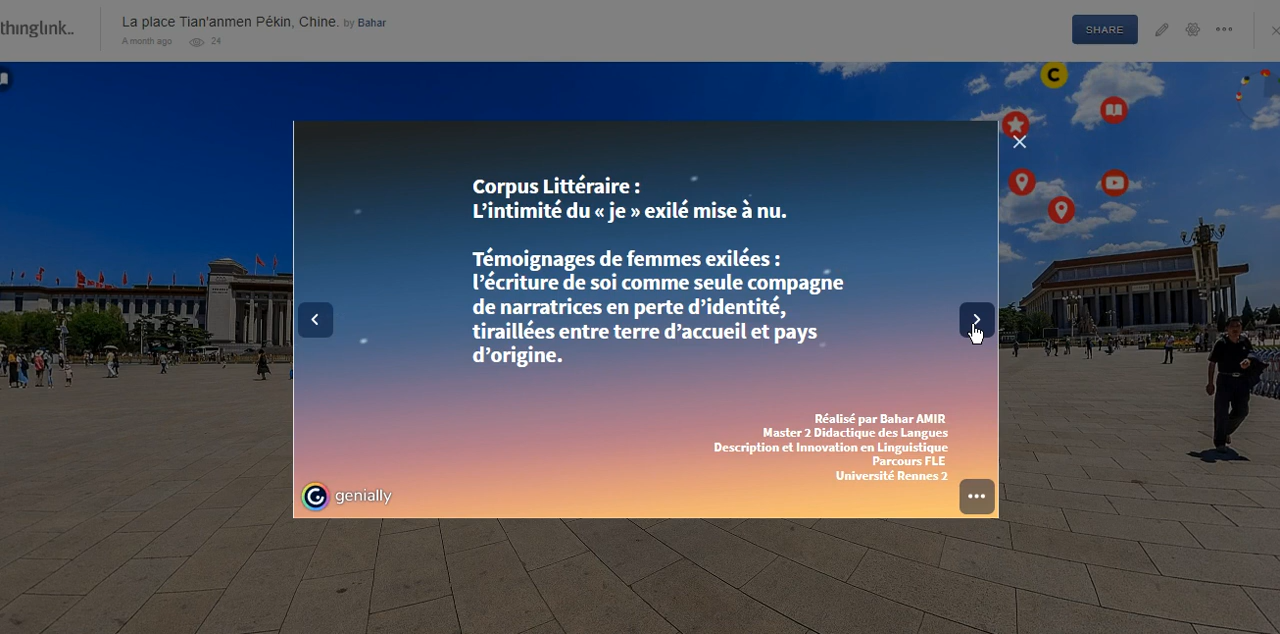 thinglink..
La place Tian'anmen Pékin, Chine. by Bahar
A month ago 24
SHARE
C
Corpus Littéraire :
L'intimité du « je » exilé mise à nu.
Témoignages de femmes exilées :
l'écriture de soi comme seule compagne
de narratrices en perte d'identité,
tiraillées entre terre d'accueil et pays
d'origine.
Réalisé par Bahar AMIR
Master 2 Didactique des Langues
Description et Innovation en Linguistique
Parcours FLE
Université Rennes 2
genially